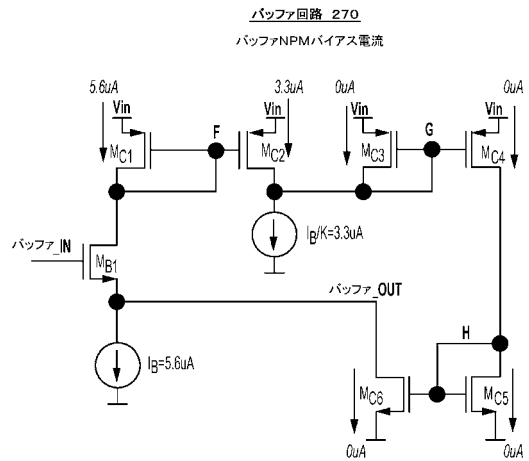 バッファ回路 270
バッファNPMバイアス電流
5.6uA
3.3uA
0uA
0uA
Vin
Vin
Vin
Vin
F
G
MC1
MC2
MC3
MC4
IB/K=3.3uA
バッファ_IN
MB1
バッファ_OUT
H
IB=5.6uA
MC6
MC5
0uA
0uA